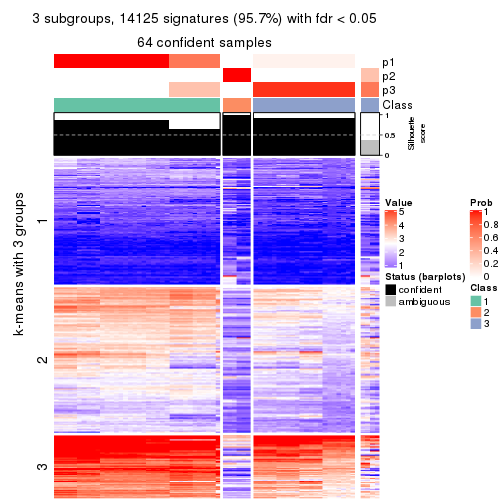 3 subgroups, 14125 signatures (95.7%) with fdr < 0.05
64 confident samples
p1
p2
p3
Class
1
0.5
0
Silhouette
score
k-means with 3 groups
1
2
3
Value
5
4
3
2
1
Status (barplots)
confident
ambiguous
Prob
1
0.8
0.6
0.4
0.2
0
Class
1
2
3